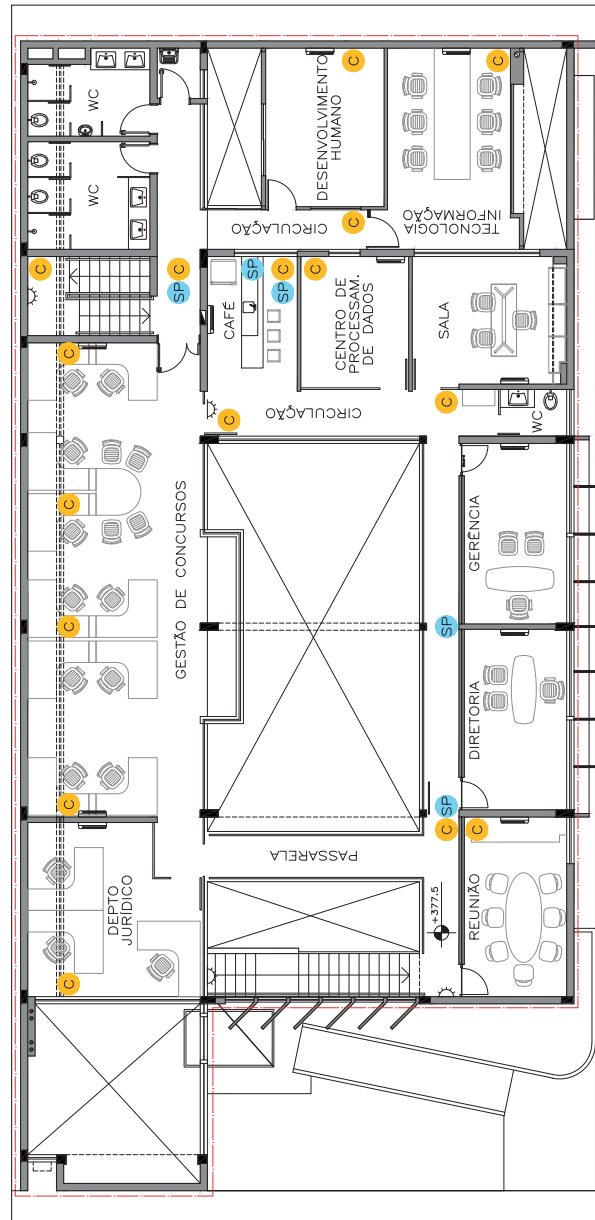 WC
WC
C
DESENVOLVIMENTO
HUMANO
C
TECNOLOGIA
INFORMAÇÃO
C
CIRCULAÇÃO
C
C
SP
C
CAFÉ
SP
C
SP
C
CENTRO DE
PROCESSAM.
DE DADOS
SALA
C
CIRCULAÇÃO
C
C
WC
C
GESTÃO DE CONCURSOS
GERÊNCIA
C
SP
DIRETORIA
C
SP
C
C
PASSARELA
DEPTO
JURÍDICO
C
+377.5
REUNIÃO